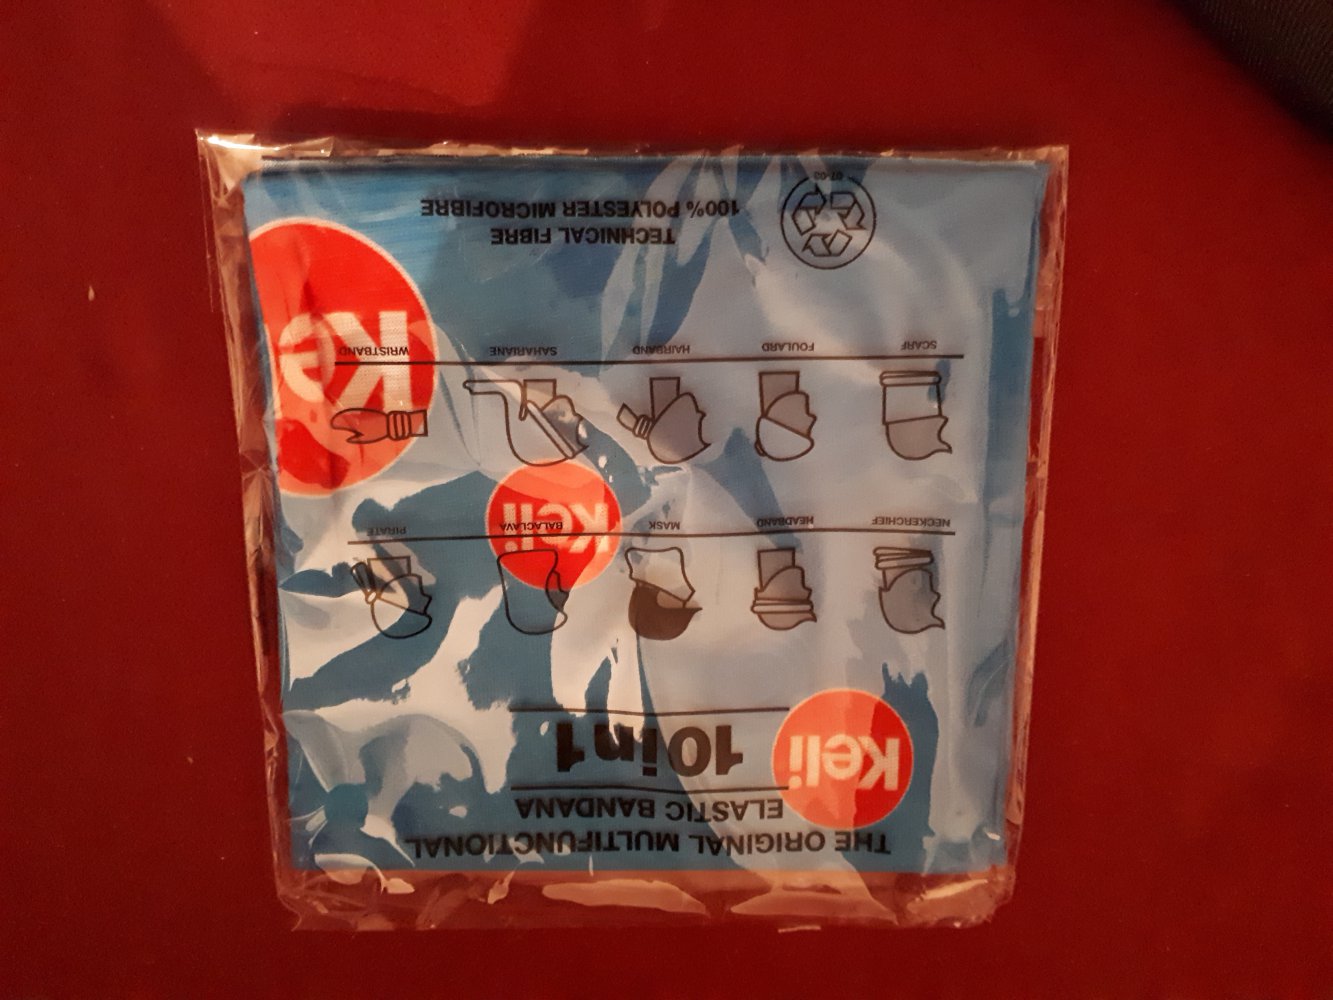 THE ORIGINAL MULTIFUNCTIONAL
ELASTIC BANDANA
Keli
10in1
NECKERCHIEF HEADBAND MASK BALACLAVA PIRATE
Keli
SCARF FOULARD HAIRBAND SAHARIANE WRISTBAND
Ke
TECHNICAL FIBRE
100% POLYESTER MICROFIBRE